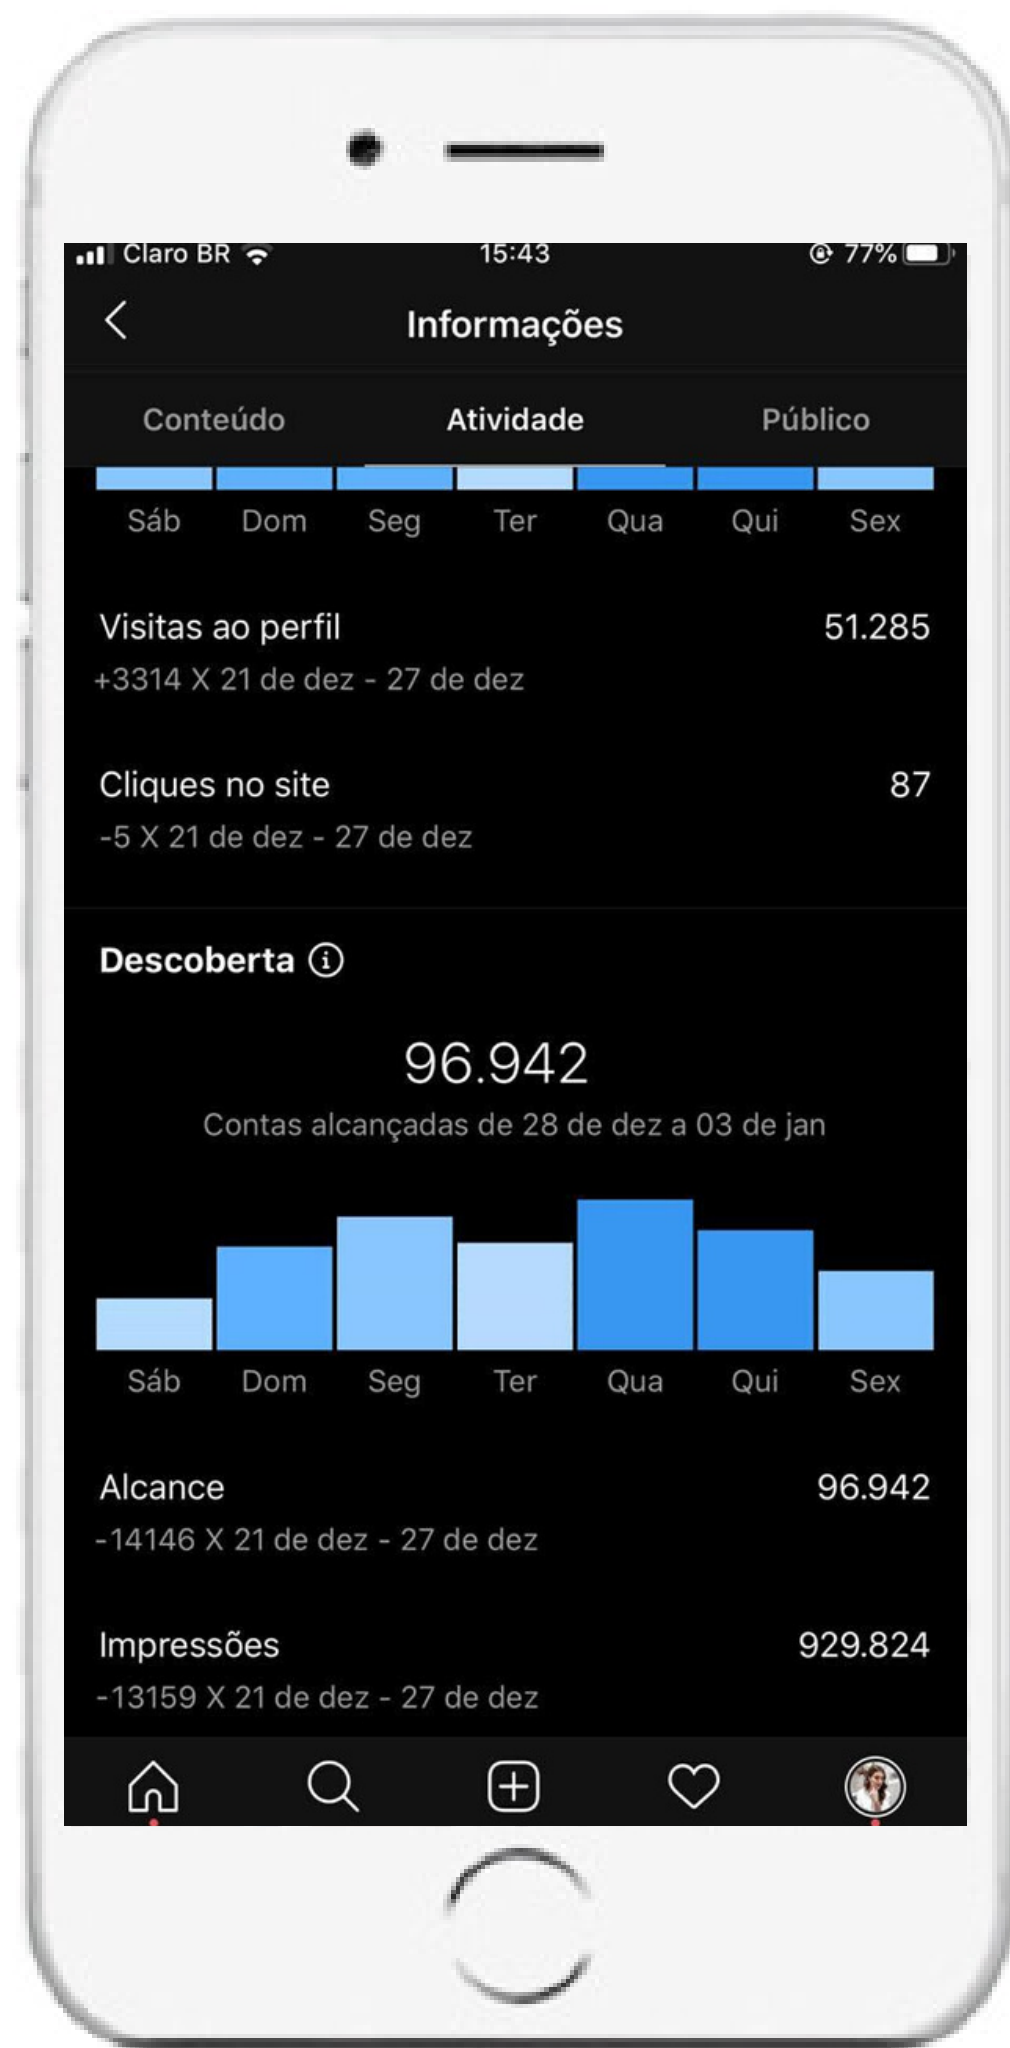 Claro BR 15:43 77%
Informações
Conteúdo Atividade Público
Sáb Dom Seg Ter Qua Qui Sex
Visitas ao perfil 51.285
+3314 X 21 de dez - 27 de dez
Cliques no site 87
-5 X 21 de dez - 27 de dez
Descoberta
96.942
Contas alcançadas de 28 de dez a 03 de jan
Sáb Dom Seg Ter Qua Qui Sex
Alcance 96.942
-14146 X 21 de dez - 27 de dez
Impressões 929.824
-13159 X 21 de dez - 27 de dez